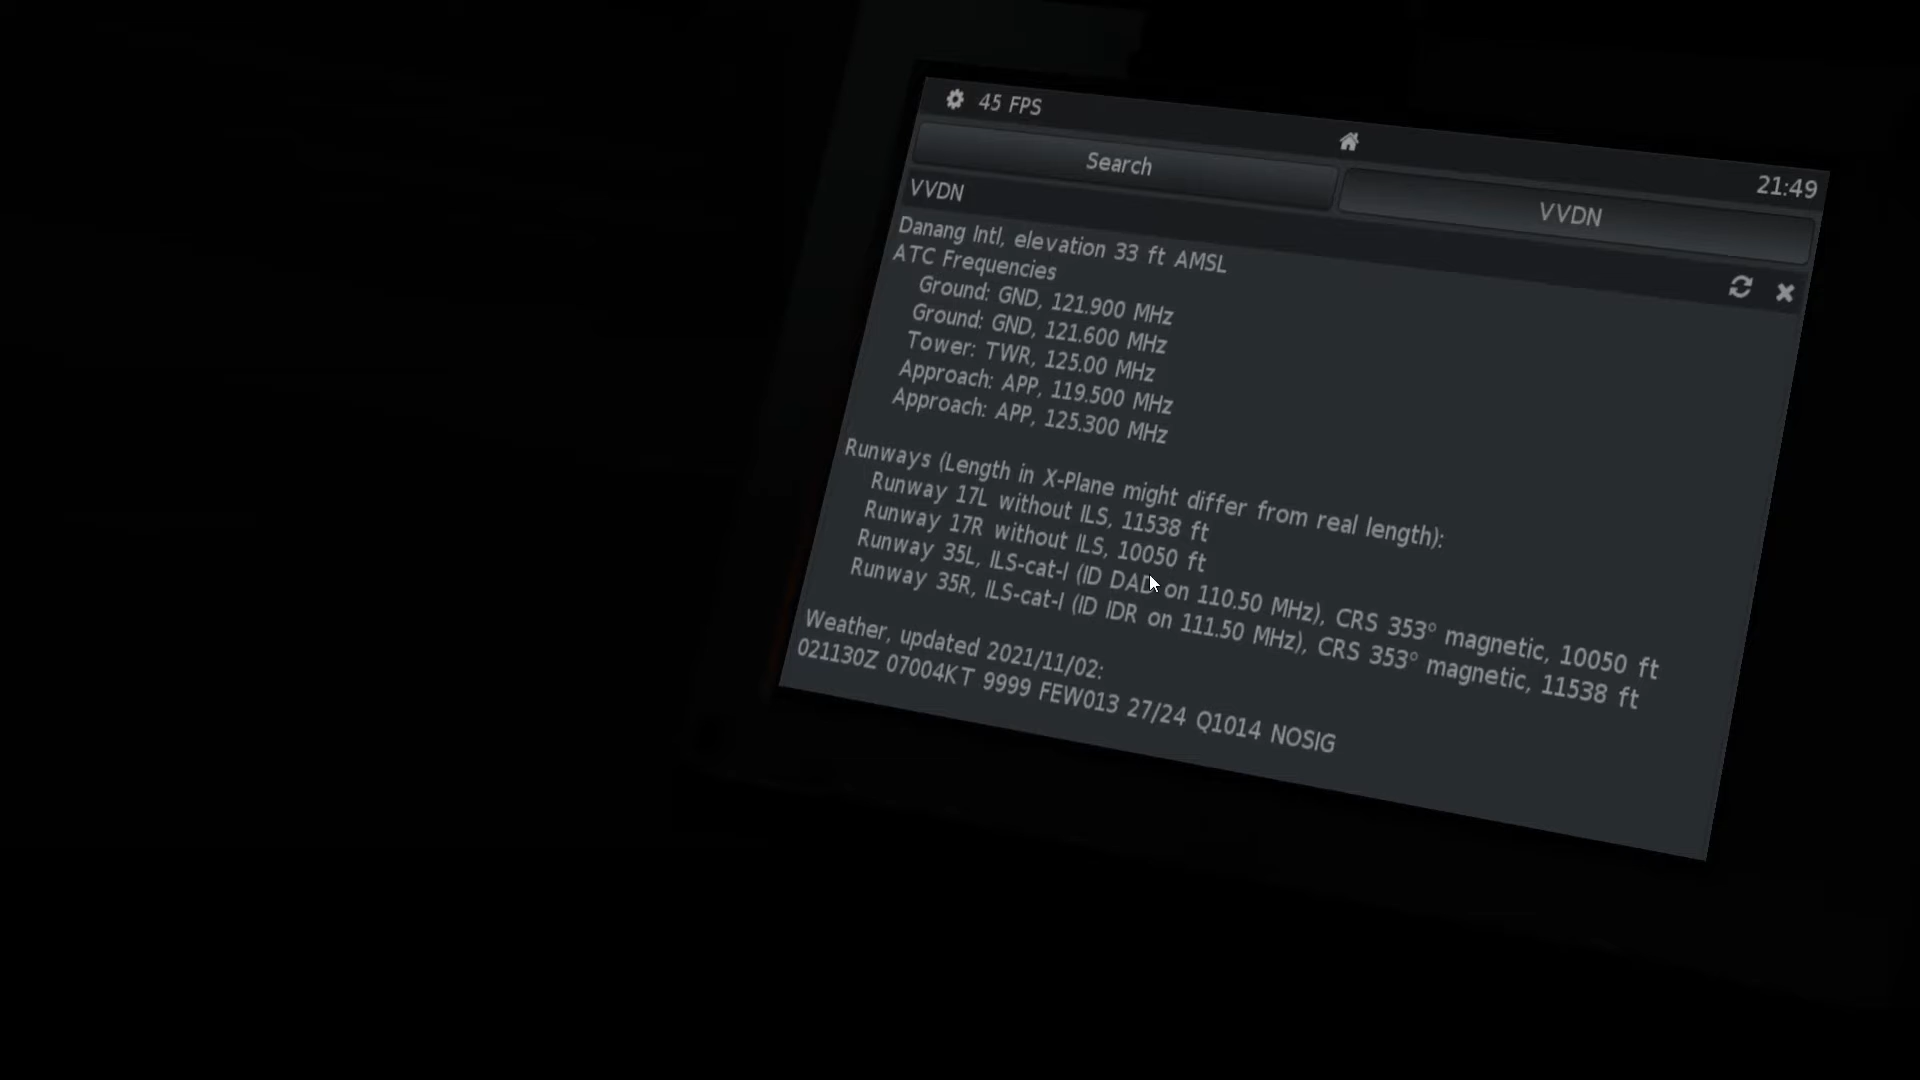 45 FPS
21:49
Search
VVDN
VVDN
Danang Intl, elevation 33 ft AMSL
ATC Frequencies
Ground: GND, 121.900 MHz
Ground: GND, 121.600 MHz
Tower: TWR, 125.00 MHz
Approach: APP, 119.500 MHz
Approach: APP, 125.300 MHz
Runways (Length in X-Plane might differ from real length):
Runway 17L without ILS, 11538 ft
Runway 17R without ILS, 10050 ft
Runway 35L, ILS-cat-I (ID DAD on 110.50 MHz), CRS 353° magnetic, 10050 ft
Runway 35R, ILS-cat-I (ID IDR on 111.50 MHz), CRS 353° magnetic, 11538 ft
Weather, updated 2021/11/02:
021130Z 07004KT 9999 FEW013 27/24 Q1014 NOSIG